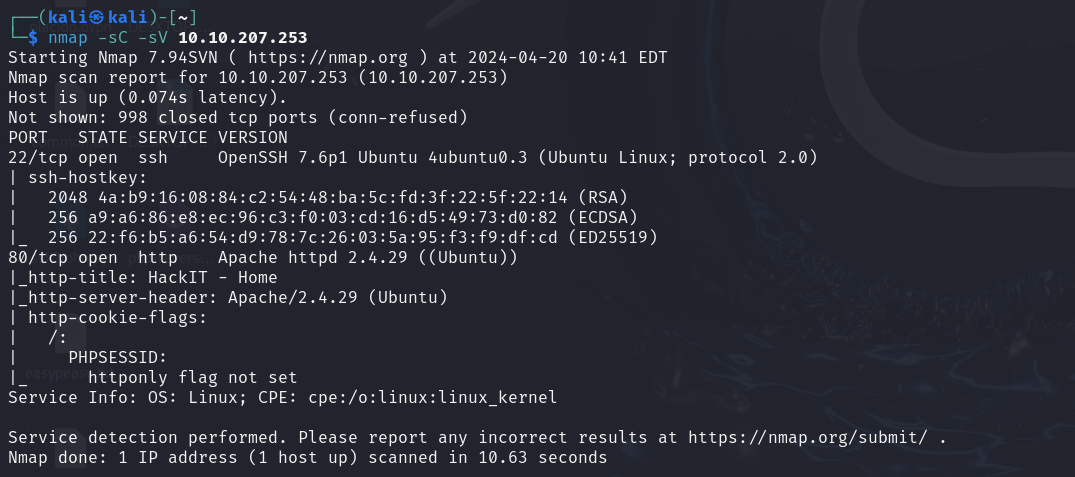 ┌──(kali㉿kali)-[~]
└─$ nmap -sC -sV 10.10.207.253
Starting Nmap 7.94SVN ( https://nmap.org ) at 2024-04-20 10:41 EDT
Nmap scan report for 10.10.207.253 (10.10.207.253)
Host is up (0.074s latency).
Not shown: 998 closed tcp ports (conn-refused)
PORT   STATE SERVICE VERSION
22/tcp open  ssh     OpenSSH 7.6p1 Ubuntu 4ubuntu0.3 (Ubuntu Linux; protocol 2.0)
| ssh-hostkey:
|   2048 4a:b9:16:08:84:c2:54:48:ba:5c:fd:3f:22:5f:22:14 (RSA)
|   256 a9:a6:86:e8:ec:96:c3:f0:03:cd:16:d5:49:73:d0:82 (ECDSA)
|_  256 22:f6:b5:a6:54:d9:78:7c:26:03:5a:95:f3:f9:df:cd (ED25519)
80/tcp open  http    Apache httpd 2.4.29 ((Ubuntu))
|_http-title: HackIT - Home
|_http-server-header: Apache/2.4.29 (Ubuntu)
| http-cookie-flags:
|   /:
|     PHPSESSID:
|_      httponly flag not set
Service Info: OS: Linux; CPE: cpe:/o:linux:linux_kernel

Service detection performed. Please report any incorrect results at https://nmap.org/submit/ .
Nmap done: 1 IP address (1 host up) scanned in 10.63 seconds